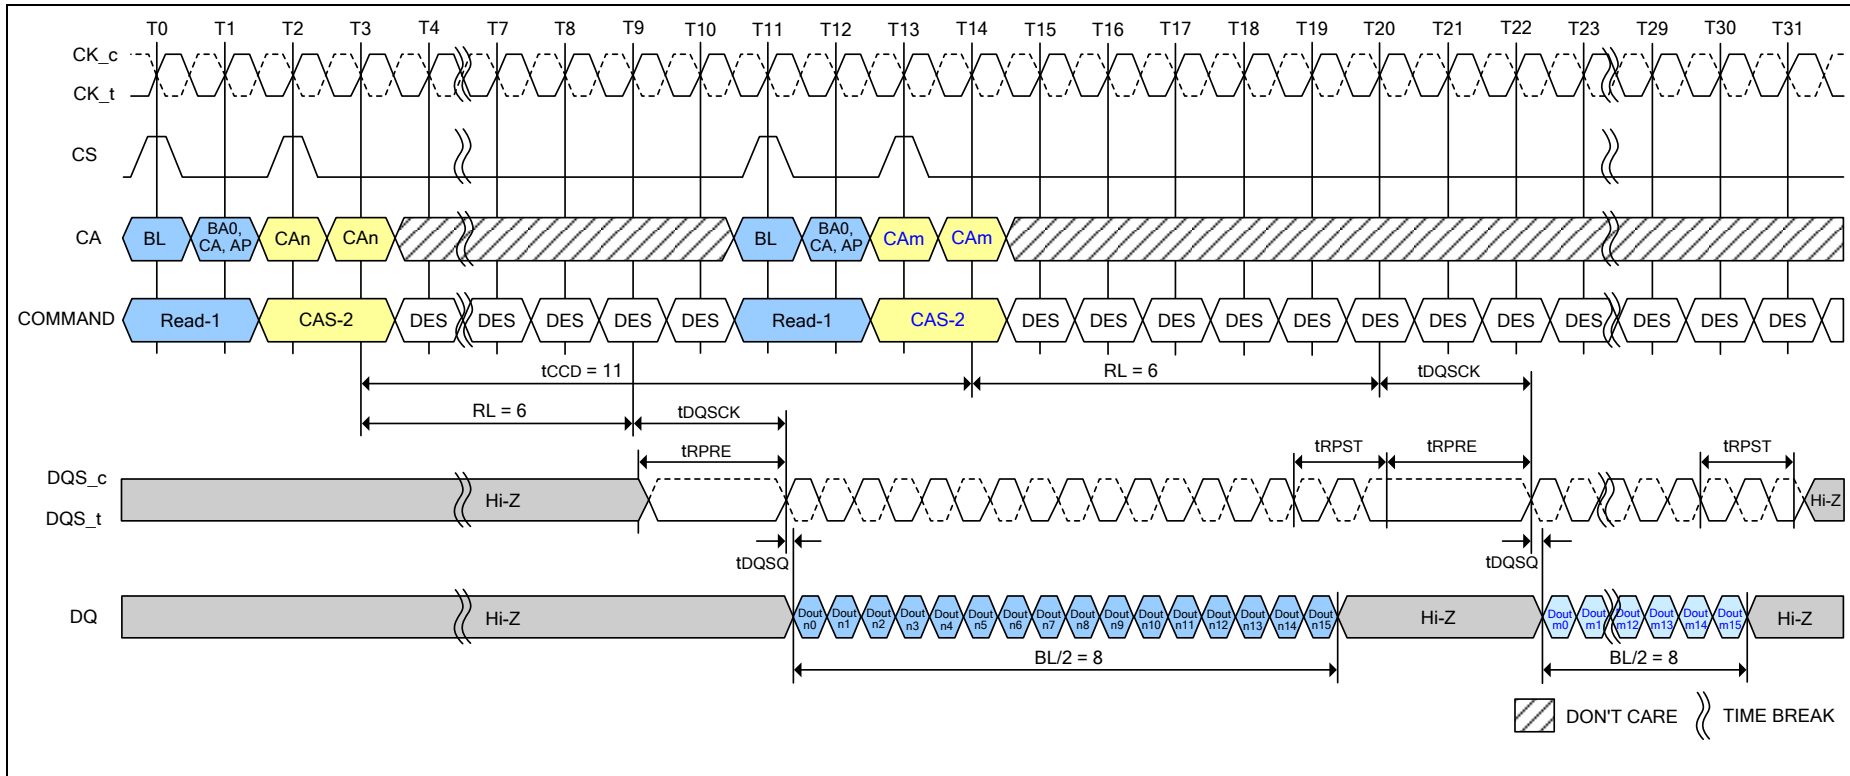 T0 T1 T2 T3 T4 T7 T8 T9 T10 T11 T12 T13 T14 T15 T16 T17 T18 T19 T20 T21 T22 T23 T29 T30 T31
CK_c
CK_t
CS
CA BL BA0, CA, AP CAn CAn BL BA0, CA, AP CAm CAm
COMMAND Read-1 CAS-2 DES DES DES DES DES Read-1 CAS-2 DES DES DES DES DES DES DES DES DES DES DES DES
tCCD = 11 RL = 6 tDQSCK
RL = 6 tDQSCK
tRPRE tRPST tRPRE tRPST
DQS_c
Hi-Z Hi-Z
DQS_t
tDQSQ tDQSQ
DQ Hi-Z Dout n0 Dout n1 Dout n2 Dout n3 Dout n4 Dout n5 Dout n6 Dout n7 Dout n8 Dout n9 Dout n10 Dout n11 Dout n12 Dout n13 Dout n14 Dout n15 Hi-Z Dout m0 Dout m1 Dout m12 Dout m13 Dout m14 Dout m15 Hi-Z
BL/2 = 8 BL/2 = 8
DON'T CARE TIME BREAK